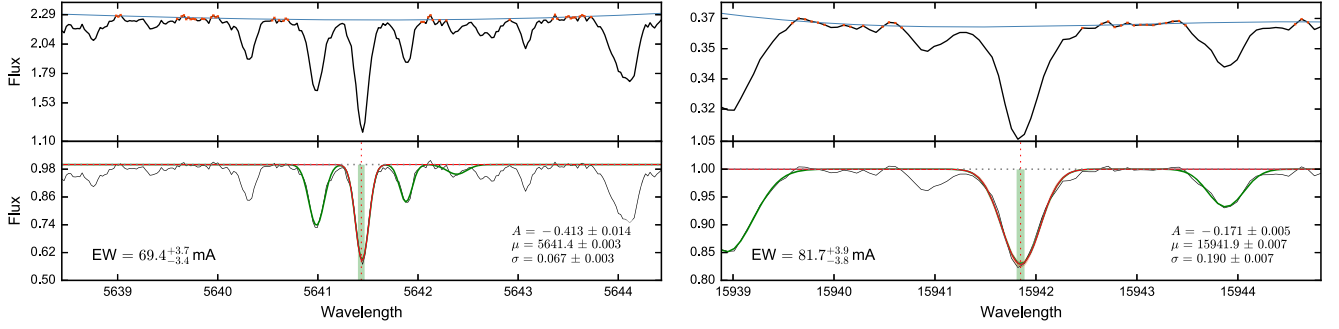 2.29
2.04
1.79
1.53
1.10
Flux
0.98
0.86
0.74
0.62
0.50
Flux
EW = 69.4 +3.7 −3.4 mA
A = −0.413 ± 0.014
μ = 5641.4 ± 0.003
σ = 0.067 ± 0.003
5639 5640 5641 5642 5643 5644
Wavelength
0.37
0.35
0.34
0.32
1.05
1.00
0.95
0.90
0.85
0.80
EW = 81.7 +3.9 −3.8 mA
A = −0.171 ± 0.005
μ = 15941.9 ± 0.007
σ = 0.190 ± 0.007
15939 15940 15941 15942 15943 15944
Wavelength